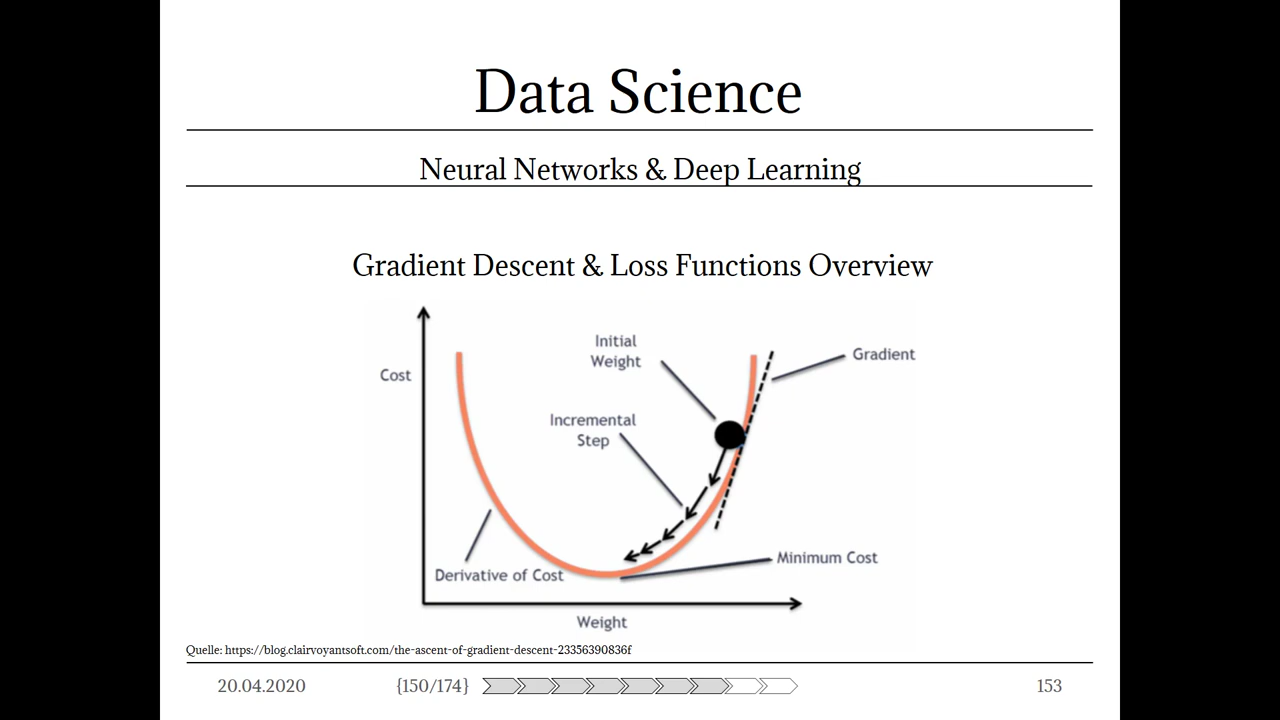 Data Science
Neural Networks & Deep Learning
Gradient Descent & Loss Functions Overview
Initial
Weight
Gradient
Cost
Incremental
Step
Minimum Cost
Derivative of Cost
Weight
Quelle: https://blog.clairvoyantsoft.com/the-ascent-of-gradient-descent-23356390836f
20.04.2020 {150/174} 153